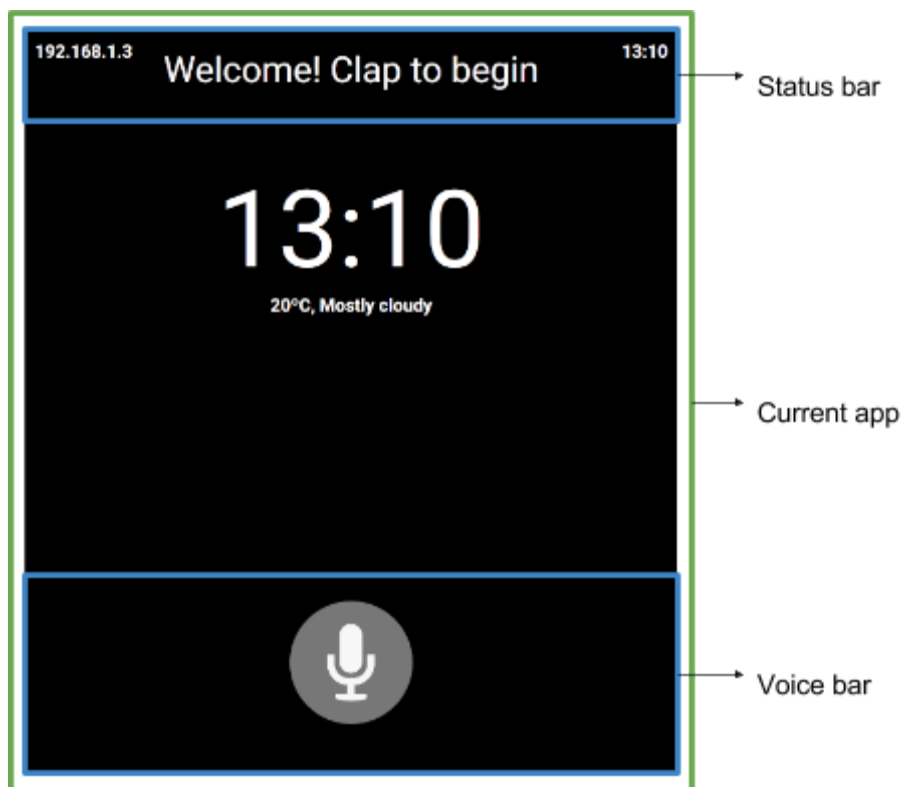 192.168.1.3
Welcome! Clap to begin
13:10
Status bar
13:10
20ºC, Mostly cloudy
Current app
Voice bar